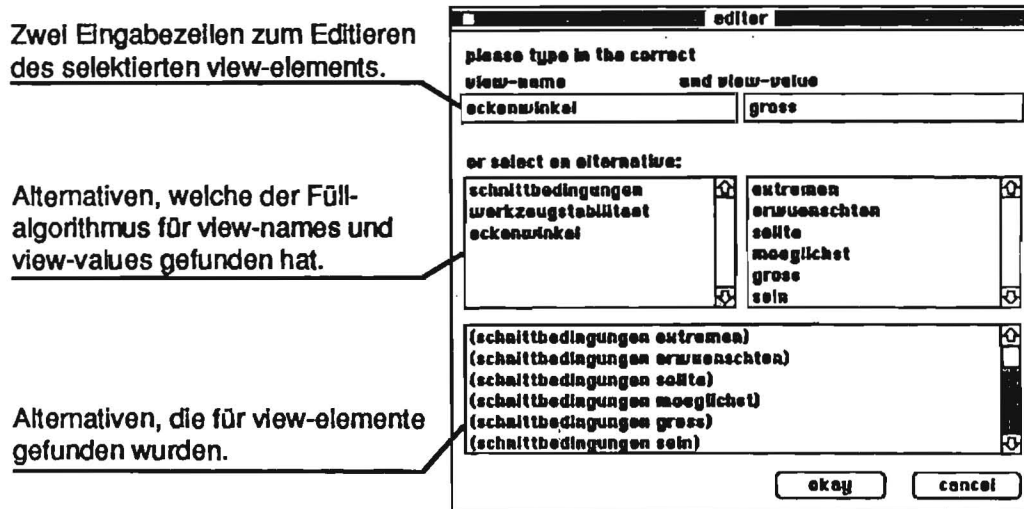 Zwei Eingabezeilen zum Editieren
des selektierten view-elements.
Alternativen, welche der Füll-
algorithmus für view-names und
view-values gefunden hat.
Alternativen, die für view-elemente
gefunden wurden.
editor
please type in the correct
view-name and view-value
eckenwinkel gross
or select an alternative:
schnittbedingungen
werkzeugstabilitaet
eckenwinkel
extremen
erwuenschten
sollte
moeglichst
gross
sein
(schnittbedingungen extremen)
(schnittbedingungen erwuenschten)
(schnittbedingungen sollte)
(schnittbedingungen moeglichst)
(schnittbedingungen gross)
(schnittbedingungen sein)
okay cancel